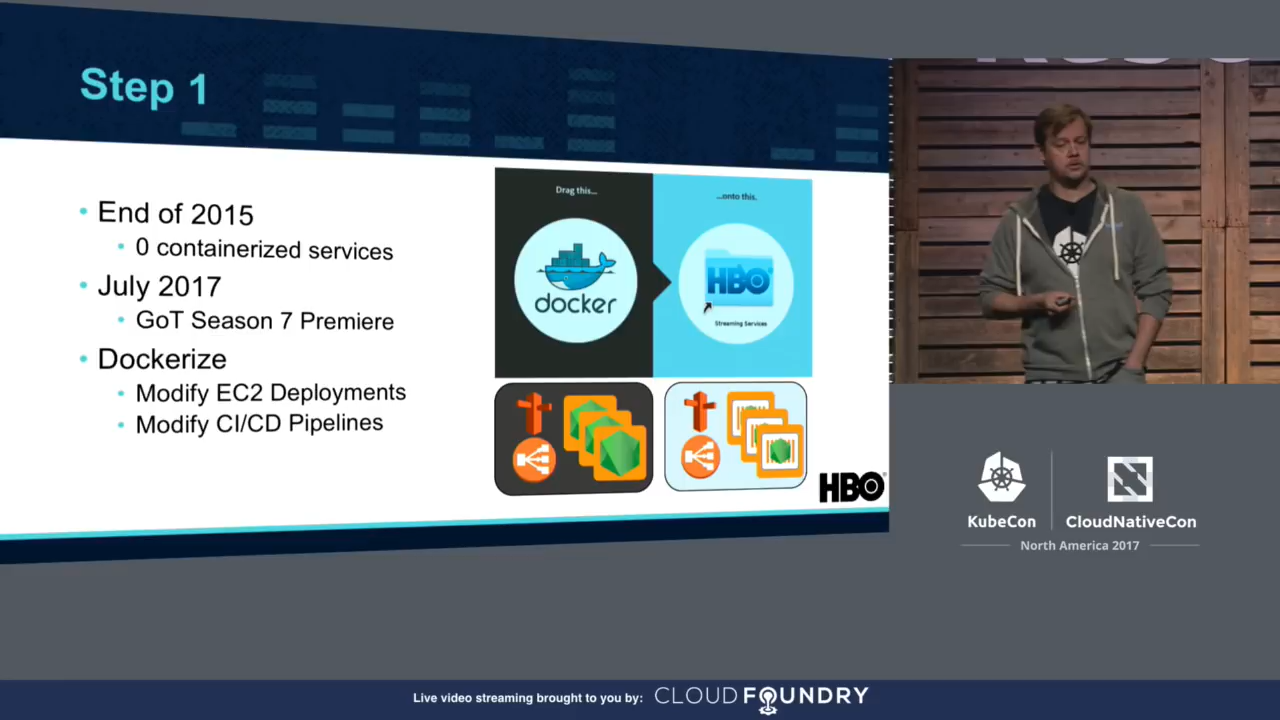 Step 1
• End of 2015
• 0 containerized services
• July 2017
• GoT Season 7 Premiere
• Dockerize
• Modify EC2 Deployments
• Modify CI/CD Pipelines
Drag this...
...onto this.
docker
HBO
Streaming Services
HBO
KubeCon
CloudNativeCon
North America 2017
Live video streaming brought to you by: CLOUD FOUNDRY